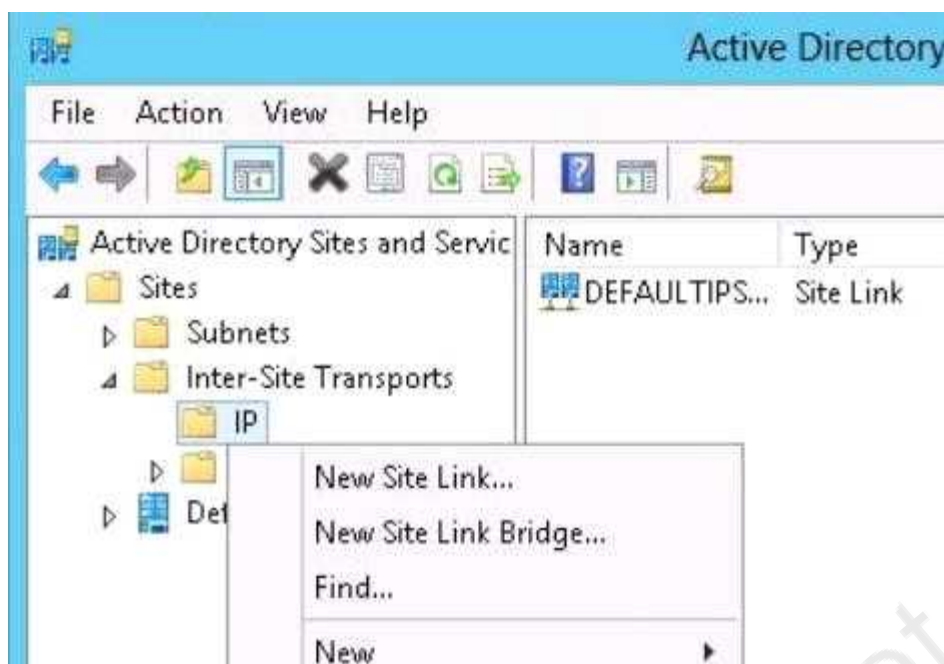 Active Directory
File Action View Help
Active Directory Sites and Servic
Name Type
Sites
DEFAULTIPS... Site Link
Subnets
Inter-Site Transports
IP
New Site Link...
Def
New Site Link Bridge...
Find...
New